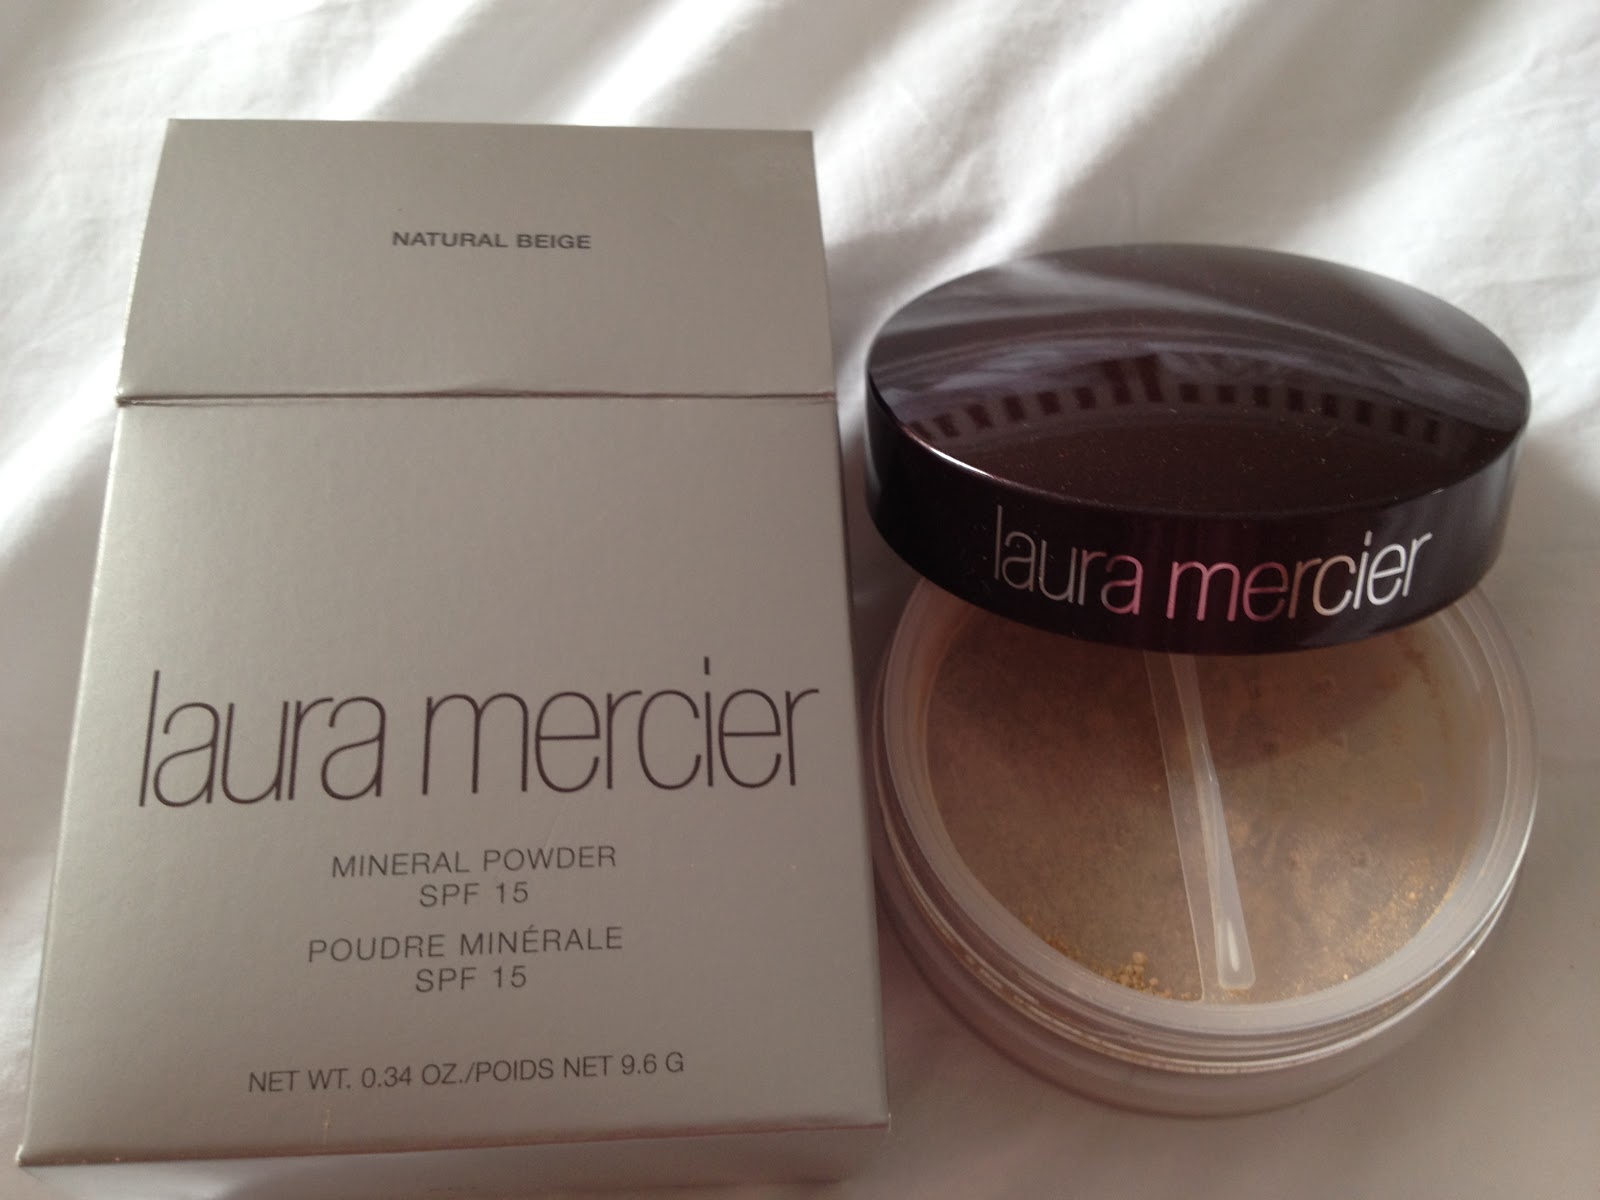 NATURAL BEIGE
laura mercier
MINERAL POWDER
SPF 15
POUDRE MINÉRALE
SPF 15
NET WT. 0.34 OZ./POIDS NET 9.6 G
laura mercier